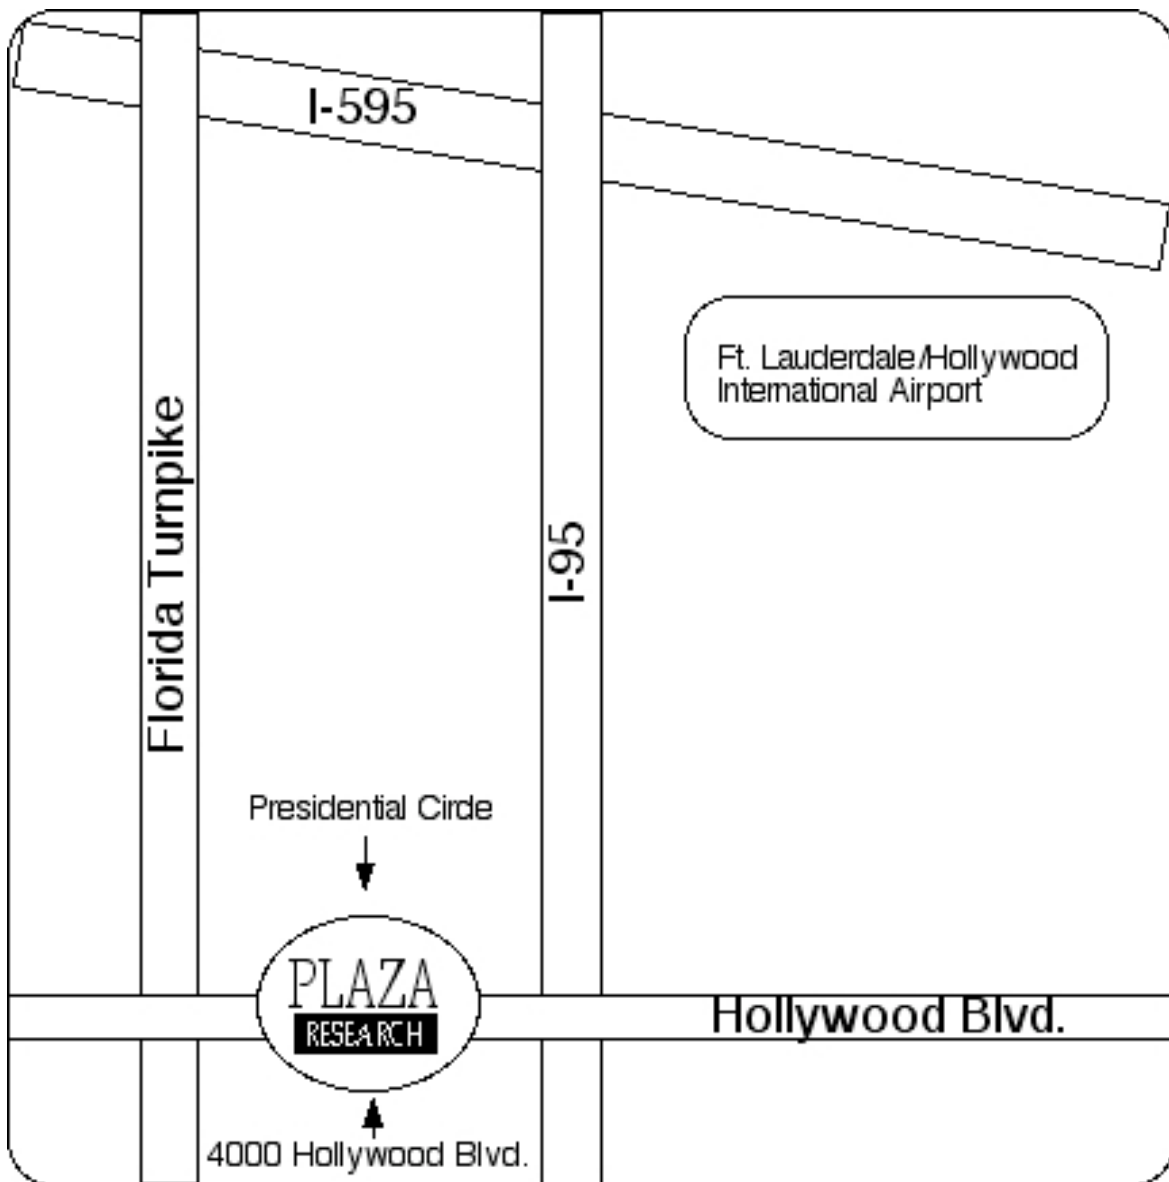 I-595
Ft. Lauderdale/Hollywood
International Airport
Florida Turnpike
I-95
Presidential Circle
PLAZA
RESEARCH
Hollywood Blvd.
4000 Hollywood Blvd.